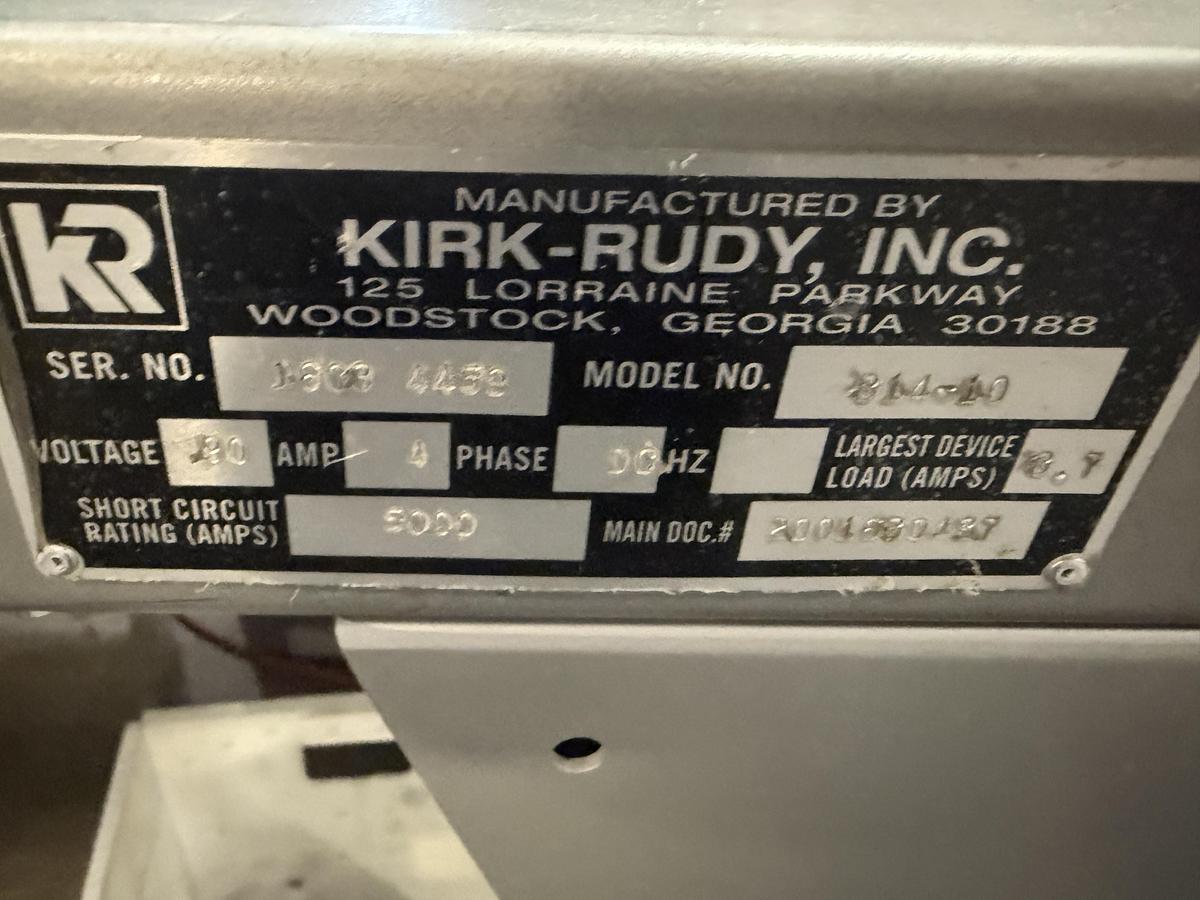 KR
MANUFACTURED BY
KIRK-RUDY, INC.
125 LORRAINE PARKWAY
WOODSTOCK, GEORGIA 30188
SER. NO. MODEL NO.
VOLTAGE AMP 4 PHASE DC HZ LARGEST DEVICE LOAD (AMPS)
SHORT CIRCUIT RATING (AMPS) MAIN DOC.#